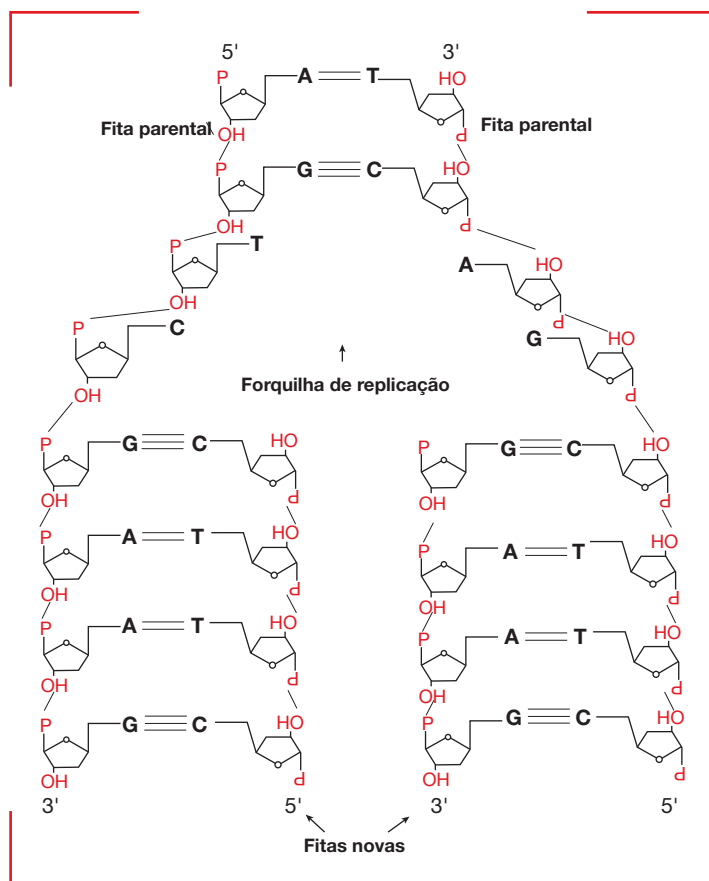 5' 3'
P A T HO
Fita parental OH P Fita parental
P G C HO
OH P
P T A HO
OH P
P C G HO
OH P
Forquilha de replicação
P G C HO P G C HO
OH P OH P
P A T HO P A T HO
OH P OH P
P A T HO P A T HO
OH P OH P
P G C HO P G C HO
OH P OH P
3' 5' 3' 5'
Fitas novas